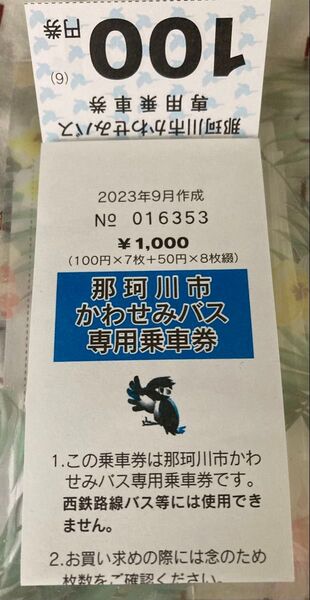 那珂川市かわせみバス
専用乗車券
100円券
(9)
2023年9月作成
№ 016353
￥1,000
(100円×7枚+50円×8枚綴)
那珂川市
かわせみバス
専用乗車券
1.この乗車券は那珂川市かわ
せみバス専用乗車券です。
西鉄路線バス等には使用でき
ません。
2.お買い求めの際には念のため
枚数をご確認ください。